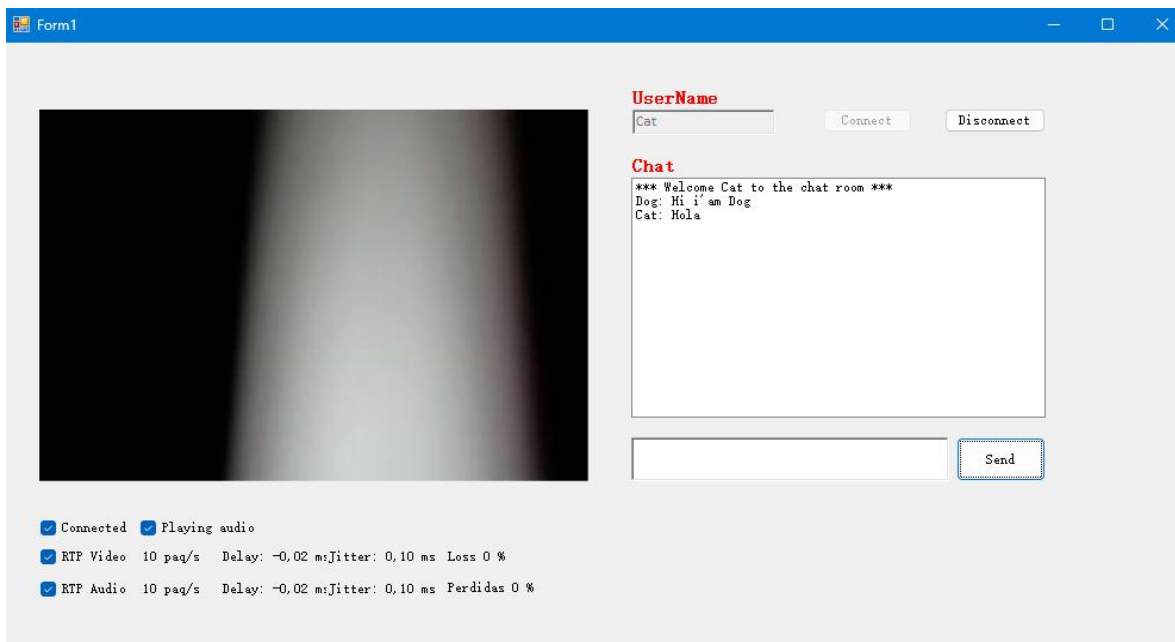 Form1
UserName
Cat
Connect
Disconnect
Chat
*** Welcome Cat to the chat room ***
Dog: Hi i'am Dog
Cat: Hola
Send
Connected Playing audio
RTP Video 10 paq/s Delay: -0,02 ms Jitter: 0,10 ms Loss 0 %
RTP Audio 10 paq/s Delay: -0,02 ms Jitter: 0,10 ms Perdidas 0 %